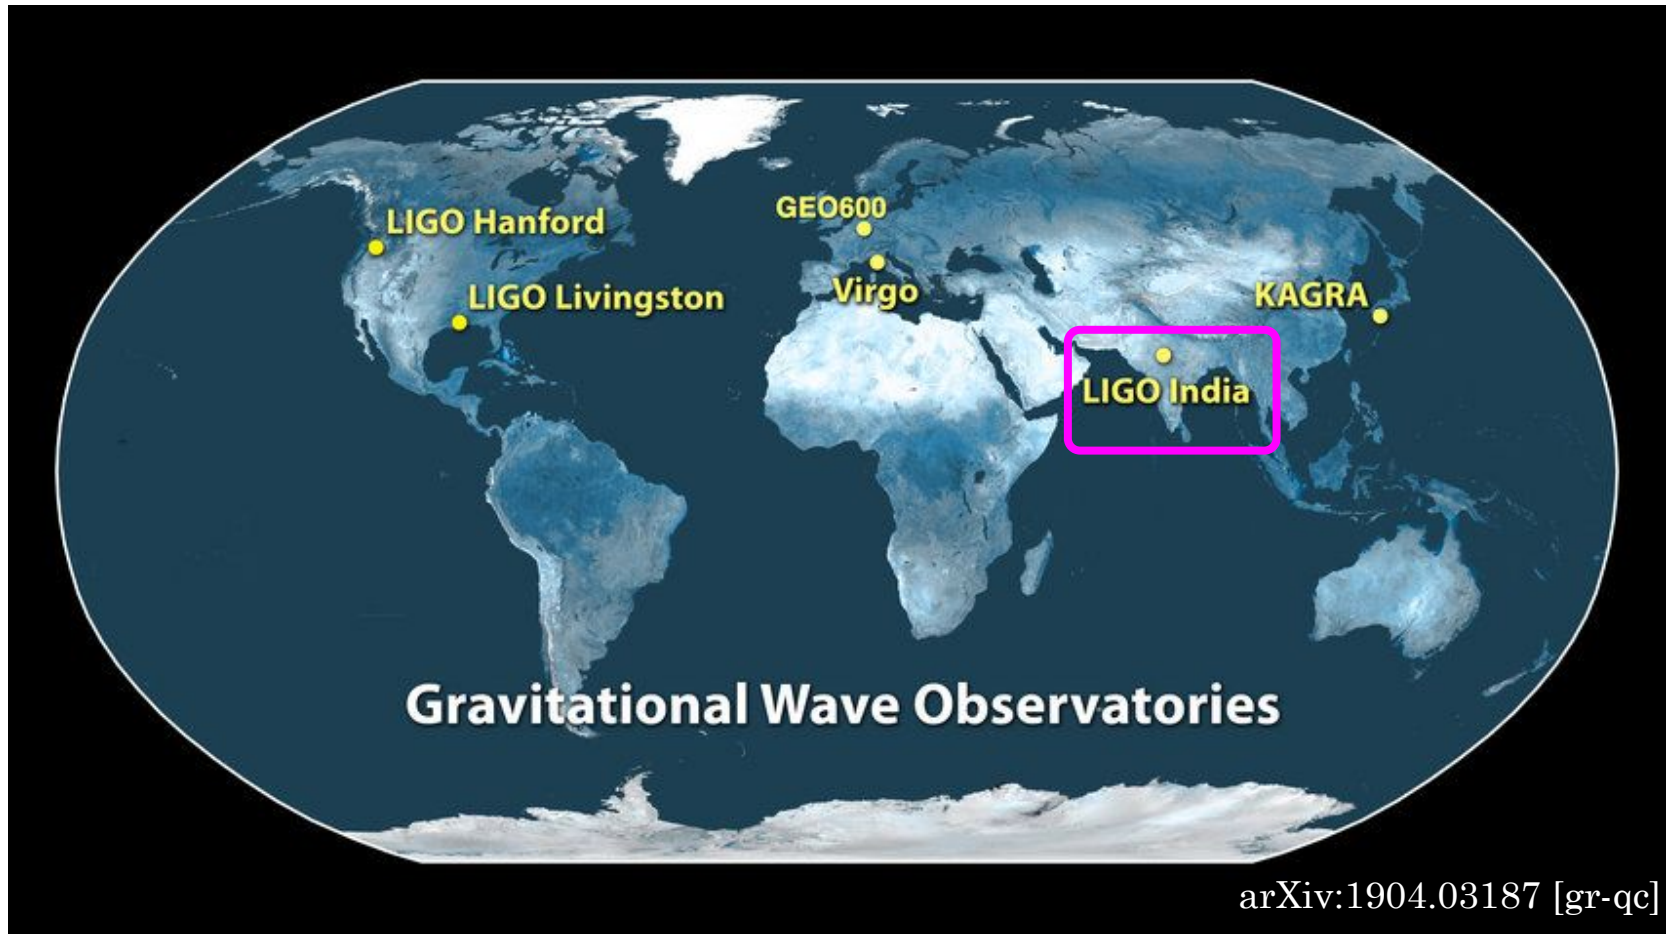 GEO600
LIGO Hanford
Virgo
KAGRA
LIGO Livingston
LIGO India
Gravitational Wave Observatories
arXiv:1904.03187 [gr-qc]